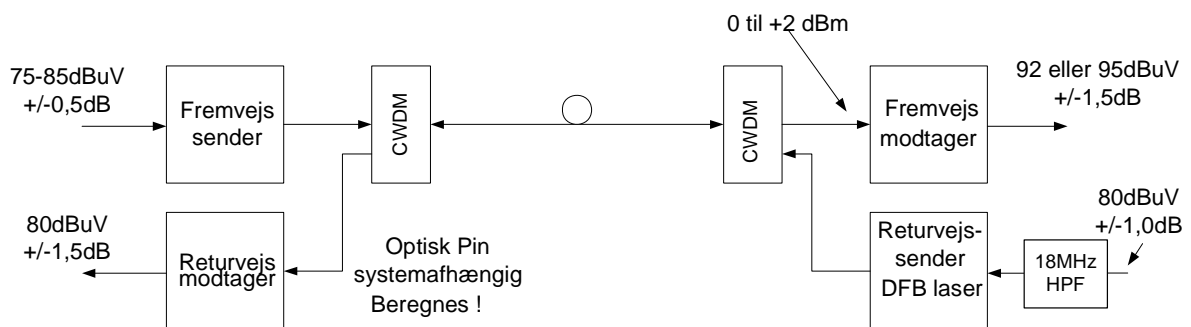 0 til +2 dBm
75-85dBuV
+/-0,5dB
Fremvejs
sender
CWDM
CWDM
Fremvejs
modtager
92 eller 95dBuV
+/-1,5dB
80dBuV
+/-1,5dB
Returvejs
modtager
Optisk Pin
systemafhængig
Beregnes !
Returvejs-
sender
DFB laser
18MHz
HPF
80dBuV
+/-1,0dB